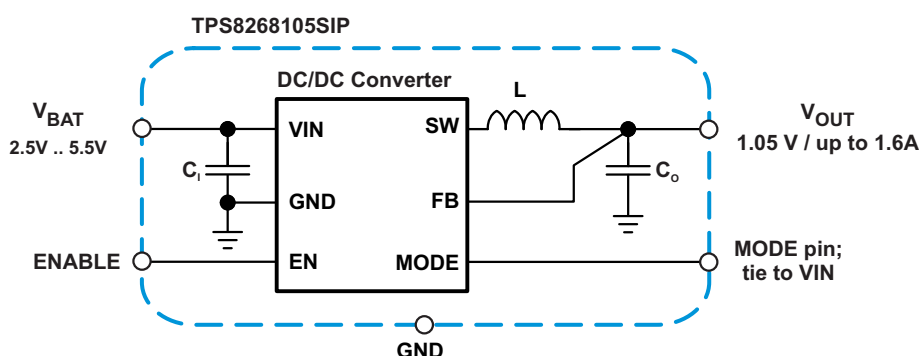 TPS8268105SIP
DC/DC Converter
L
VBAT
2.5V .. 5.5V
VIN
SW
VOUT
1.05 V / up to 1.6A
CI
CO
GND
FB
ENABLE
EN
MODE
MODE pin;
tie to VIN
GND